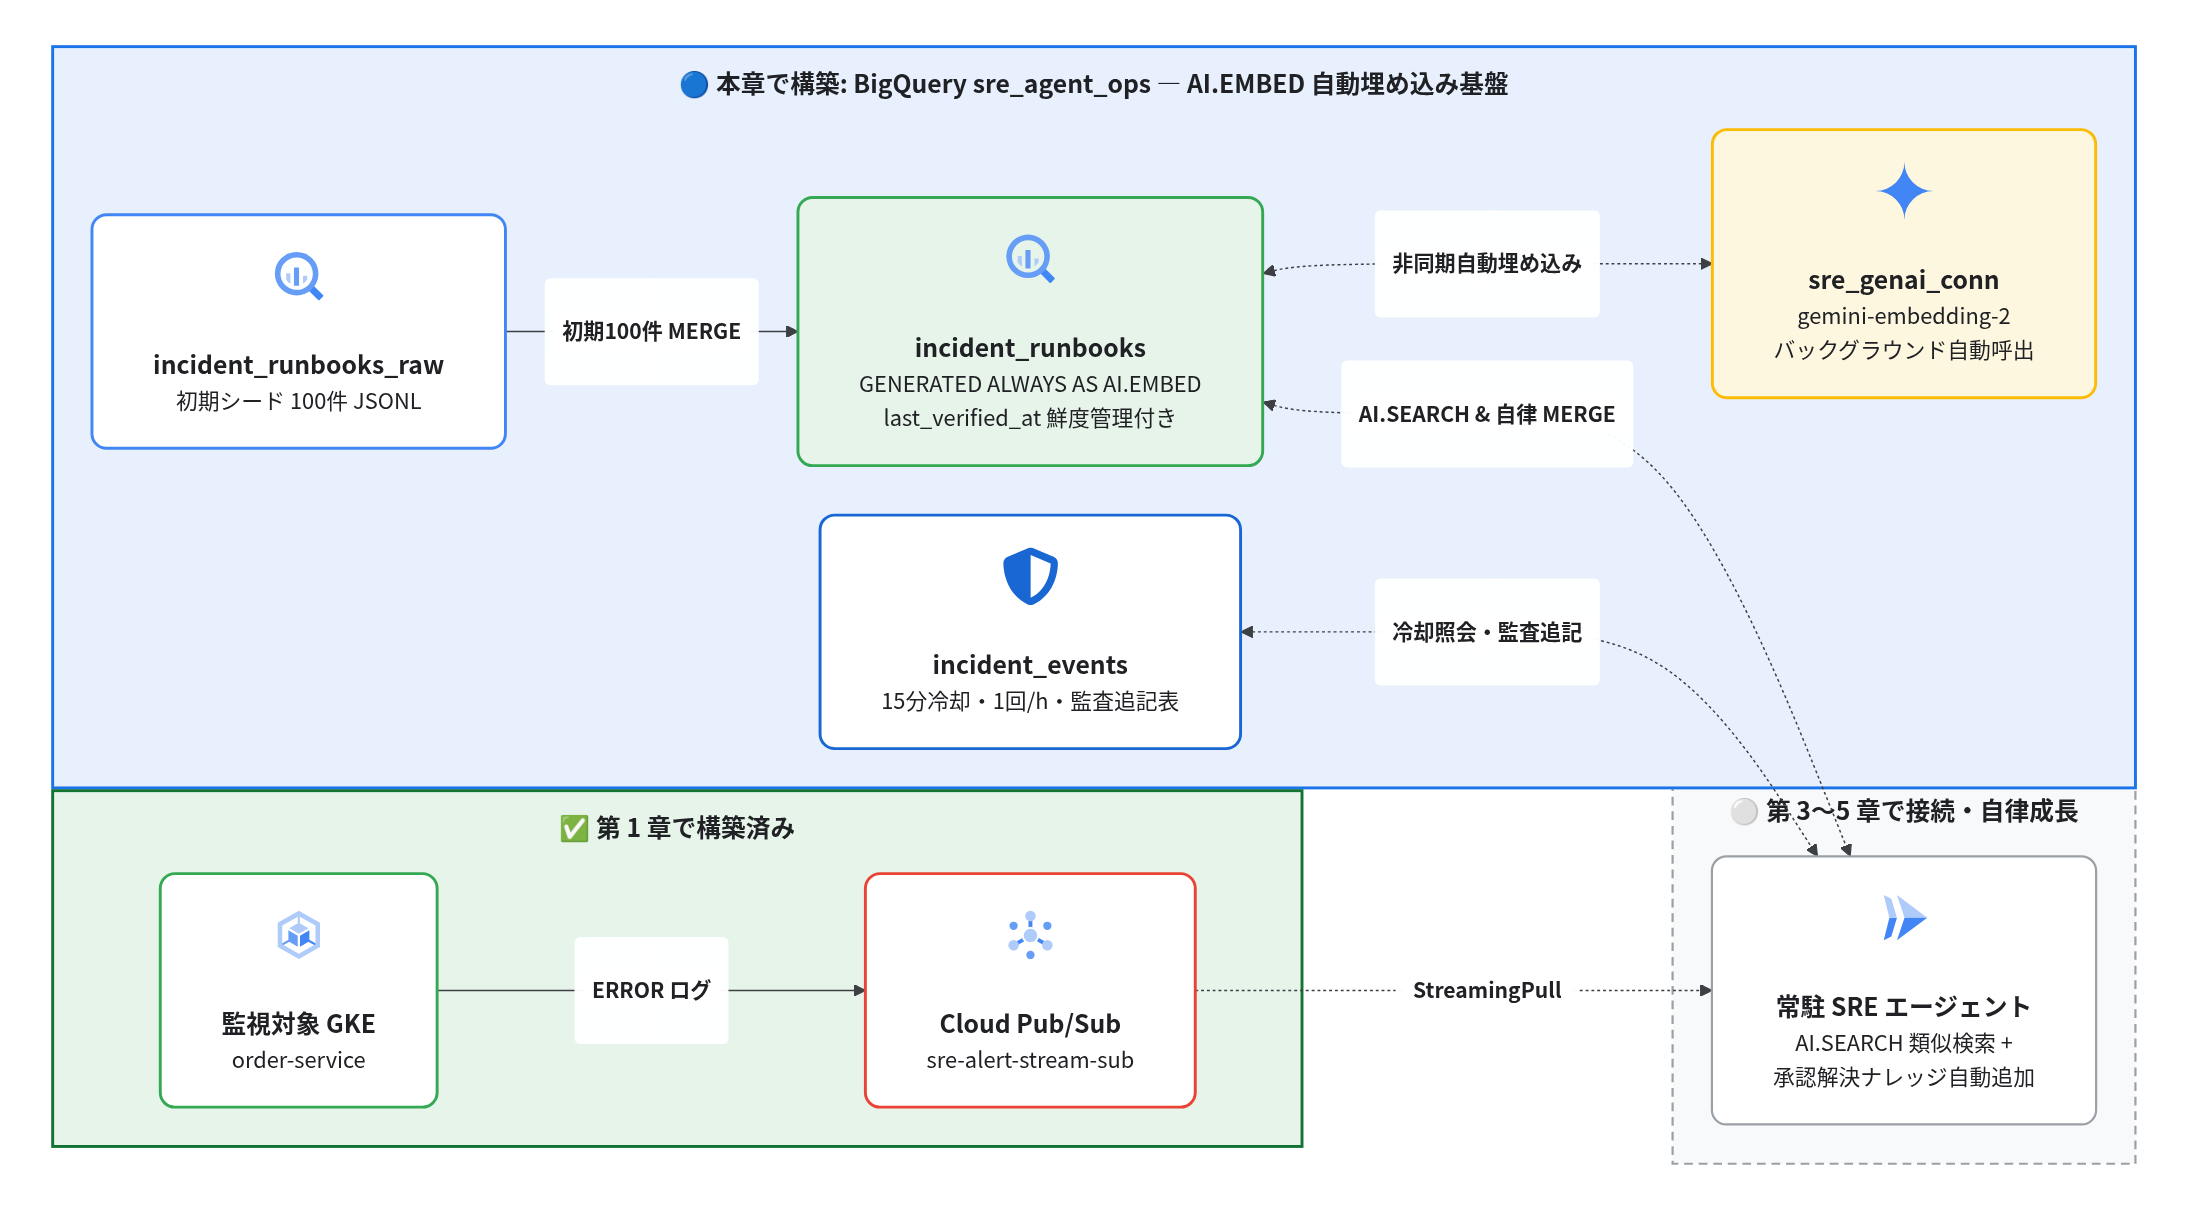 🔵 本章で構築: BigQuery sre_agent_ops — AI.EMBED 自動埋め込み基盤
incident_runbooks_raw
初期シード 100件 JSONL
初期100件 MERGE
incident_runbooks
GENERATED ALWAYS AS AI.EMBED
last_verified_at 鮮度管理付き
非同期自動埋め込み
sre_genai_conn
gemini-embedding-2
バックグラウンド自動呼出
AI.SEARCH & 自律 MERGE
incident_events
15分冷却・1回/h・監査追記表
冷却照会・監査追記
✅ 第 1 章で構築済み
監視対象 GKE
order-service
ERROR ログ
Cloud Pub/Sub
sre-alert-stream-sub
StreamingPull
⚪ 第 3〜5 章で接続・自律成長
常駐 SRE エージェント
AI.SEARCH 類似検索 +
承認解決ナレッジ自動追加